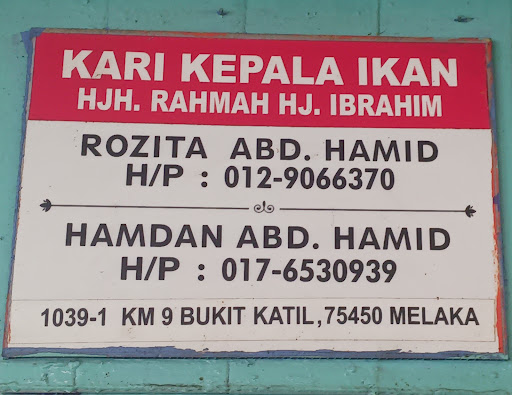 KARI KEPALA IKAN
HJH. RAHMAH HJ. IBRAHIM
ROZITA ABD. HAMID
H/P : 012-9066370
HAMDAN ABD. HAMID
H/P : 017-6530939
1039-1 KM 9 BUKIT KATIL,75450 MELAKA